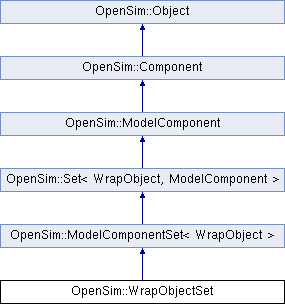 OpenSim::Object
OpenSim::Component
OpenSim::ModelComponent
OpenSim::Set< WrapObject, ModelComponent >
OpenSim::ModelComponentSet< WrapObject >
OpenSim::WrapObjectSet